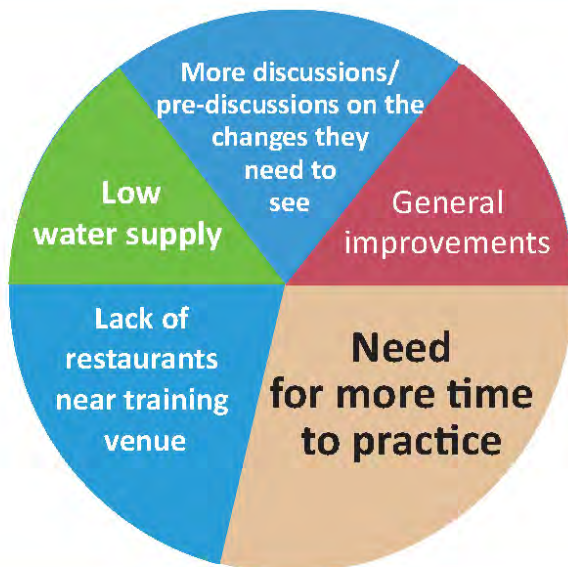 More discussions/
pre-discussions on the
changes they
need to
see
General
improvements
Low
water supply
Lack of
restaurants
near training
venue
Need
for more time
to practice